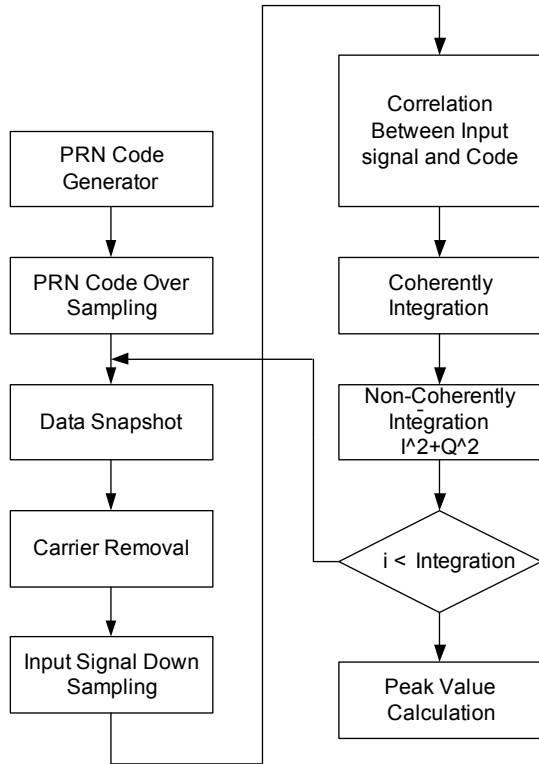 PRN Code
Generator
PRN Code Over
Sampling
Data Snapshot
Carrier Removal
Input Signal Down
Sampling
Correlation
Between Input
signal and Code
Coherently
Integration
Non-Coherently
Integration
I^2+Q^2
i < Integration
Peak Value
Calculation